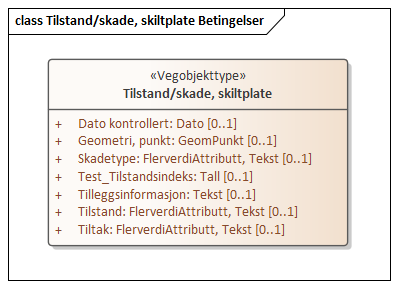 class Tilstand/skade, skiltplate Betingelser
«Vegobjekttype»
Tilstand/skade, skiltplate
+ Dato kontrollert: Dato [0..1]
+ Geometri, punkt: GeomPunkt [0..1]
+ Skadetype: FlerverdiAttributt, Tekst [0..1]
+ Test_Tilstandsindeks: Tall [0..1]
+ Tilleggsinformasjon: Tekst [0..1]
+ Tilstand: FlerverdiAttributt, Tekst [0..1]
+ Tiltak: FlerverdiAttributt, Tekst [0..1]